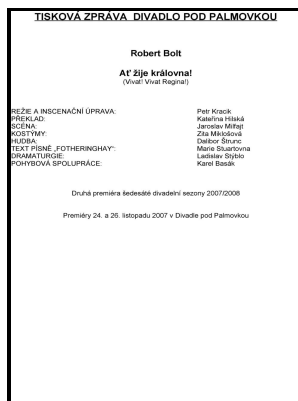 TISKOVÁ ZPRÁVA DIVADLO POD PALMOVKOU
Robert Bolt
Ať žije královna!
(Vivat! Vivat Regina!)
REŽIE A INSCENAČNÍ ÚPRAVA: Petr Kracik
PŘEKLAD: Kateřina Hilská
SCÉNA: Jaroslav Milfajt
KOSTÝMY: Zita Miklošová
HUDBA: Dalibor Štrunc
TEXT PÍSNĚ „FOTHERINGHAY“: Marie Stuartovna
DRAMATURGIE: Ladislav Stýblo
POHYBOVÁ SPOLUPRÁCE: Karel Basák
Druhá premiéra šedesáté divadelní sezony 2007/2008
Premiéry 24. a 26. listopadu 2007 v Divadle pod Palmovkou